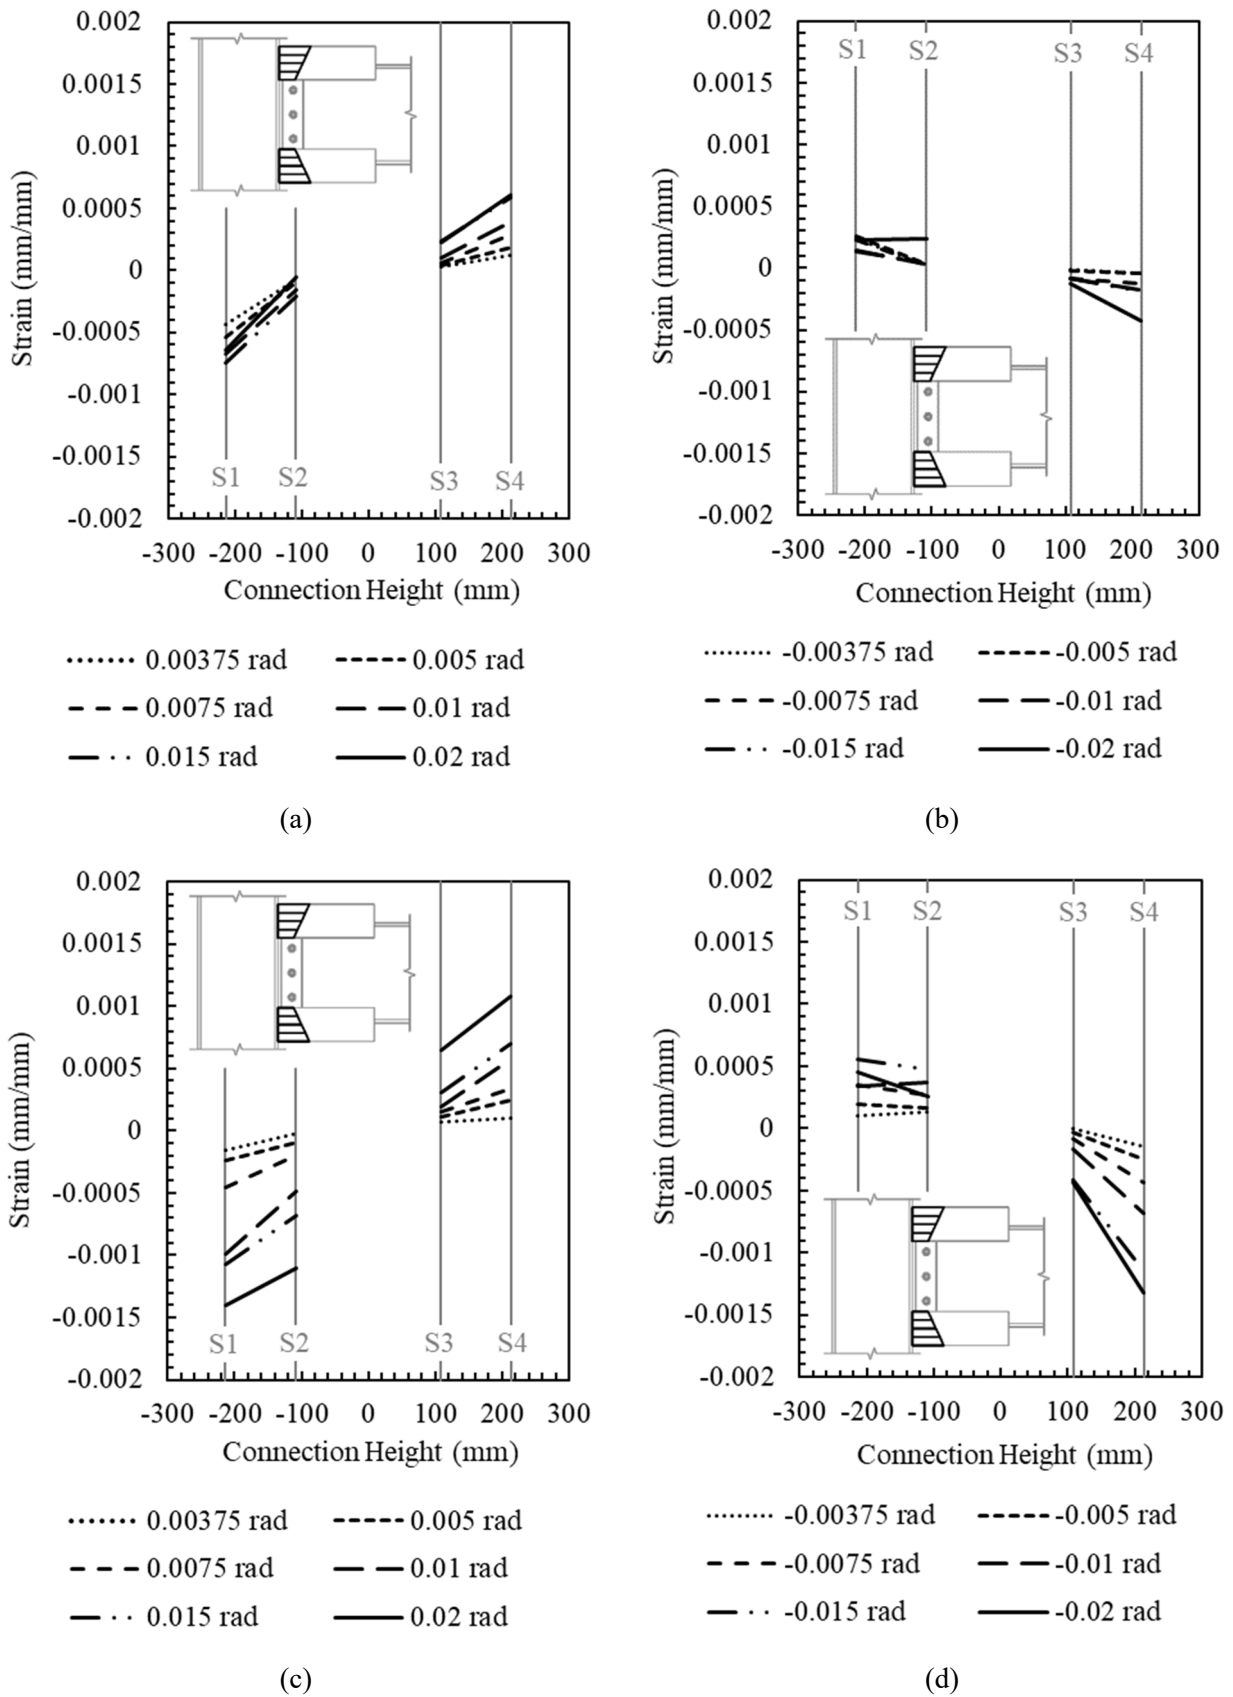 0.002
0.0015
0.001
0.0005
0
-0.0005
-0.001
-0.0015
-0.002
Strain (mm/mm)
S1 S2 S3 S4
-300 -200 -100 0 100 200 300
Connection Height (mm)
0.00375 rad 0.005 rad
0.0075 rad 0.01 rad
0.015 rad 0.02 rad
(a)
0.002
0.0015
0.001
0.0005
0
-0.0005
-0.001
-0.0015
-0.002
Strain (mm/mm)
S1 S2 S3 S4
-300 -200 -100 0 100 200 300
Connection Height (mm)
-0.00375 rad -0.005 rad
-0.0075 rad -0.01 rad
-0.015 rad -0.02 rad
(b)
0.002
0.0015
0.001
0.0005
0
-0.0005
-0.001
-0.0015
-0.002
Strain (mm/mm)
S1 S2 S3 S4
-300 -200 -100 0 100 200 300
Connection Height (mm)
0.00375 rad 0.005 rad
0.0075 rad 0.01 rad
0.015 rad 0.02 rad
(c)
0.002
0.0015
0.001
0.0005
0
-0.0005
-0.001
-0.0015
-0.002
Strain (mm/mm)
S1 S2 S3 S4
-300 -200 -100 0 100 200 300
Connection Height (mm)
-0.00375 rad -0.005 rad
-0.0075 rad -0.01 rad
-0.015 rad -0.02 rad
(d)